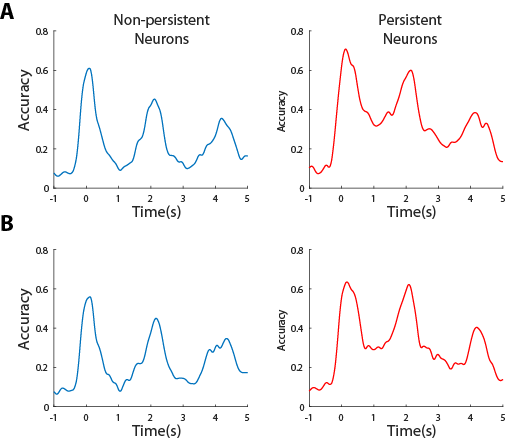 A
Non-persistent
Neurons
Persistent
Neurons
Accuracy
0.8
0.6
0.4
0.2
0
-1 0 1 2 3 4 5
Time(s)
Accuracy
0.8
0.6
0.4
0.2
0
-1 0 1 2 3 4 5
Time(s)
B
Accuracy
0.8
0.6
0.4
0.2
0
-1 0 1 2 3 4 5
Time(s)
Accuracy
0.8
0.6
0.4
0.2
0
-1 0 1 2 3 4 5
Time(s)